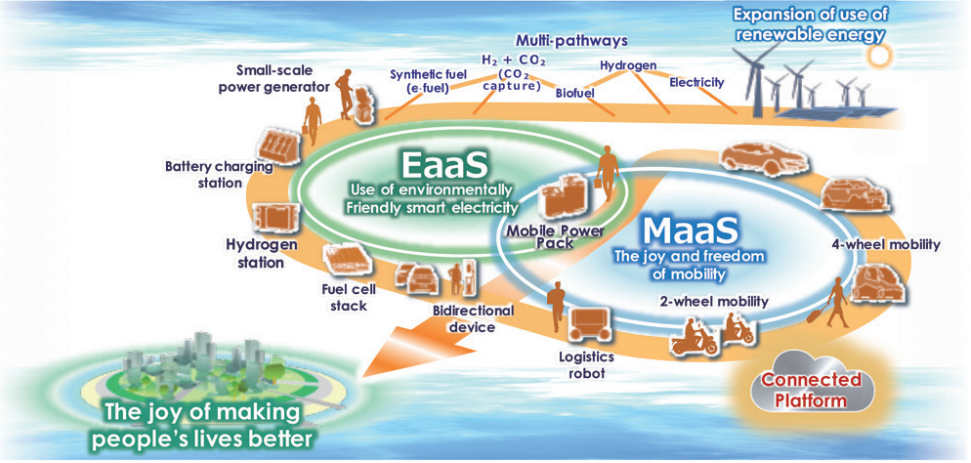 Expansion of use of
renewable energy
Multi-pathways
H₂ + CO₂
(CO₂
capture)
Synthetic fuel
(e-fuel)
Biofuel
Hydrogen
Electricity
Small-scale
power generator
Battery charging
station
Hydrogen
station
Fuel cell
stack
Bidirectional
device
EaaS
Use of environmentally
Friendly smart electricity
Mobile Power
Pack
MaaS
The joy and freedom
of mobility
4-wheel mobility
2-wheel mobility
Logistics
robot
Connected
Platform
The joy of making
people's lives better